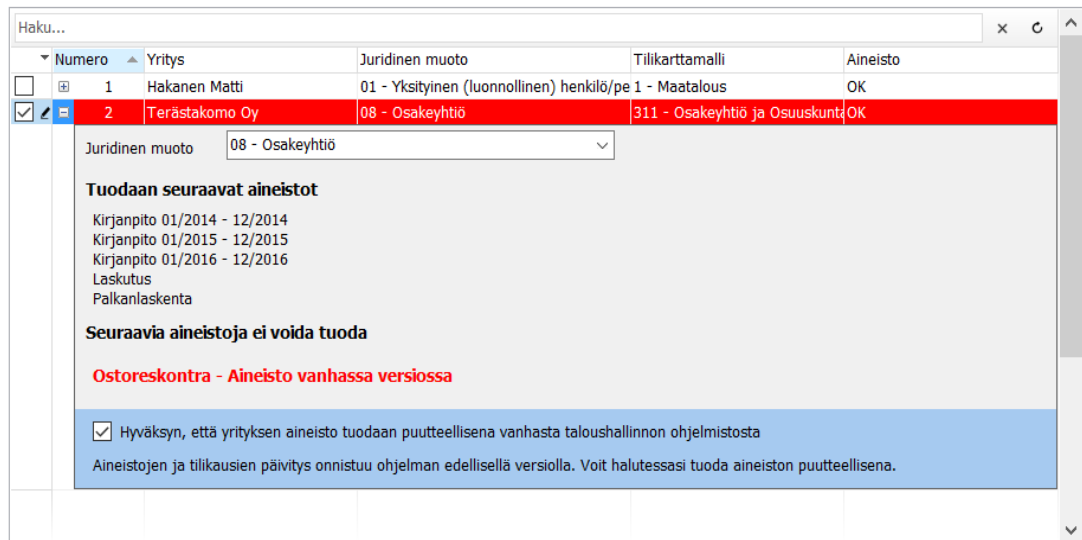 Haku...
Numero Yritys Juridinen muoto Tilikarttamalli Aineisto
1 Hakanen Matti 01 - Yksityinen (luonnollinen) henkilö/pe 1 - Maatalous OK
2 Terästakomo Oy 08 - Osakeyhtiö 311 - Osakeyhtiö ja Osuuskunta OK
Juridinen muoto 08 - Osakeyhtiö
Tuodaan seuraavat aineistot
Kirjanpito 01/2014 - 12/2014
Kirjanpito 01/2015 - 12/2015
Kirjanpito 01/2016 - 12/2016
Laskutus
Palkanlaskenta
Seuraavia aineistoja ei voida tuoda
Ostoreskontra - Aineisto vanhassa versiossa
Hyväksyn, että yrityksen aineisto tuodaan puutteellisena vanhasta taloushallinnon ohjelmistosta
Aineistojen ja tilikausien päivitys onnistuu ohjelman edellisellä versiolla. Voit halutessasi tuoda aineiston puutteellisena.